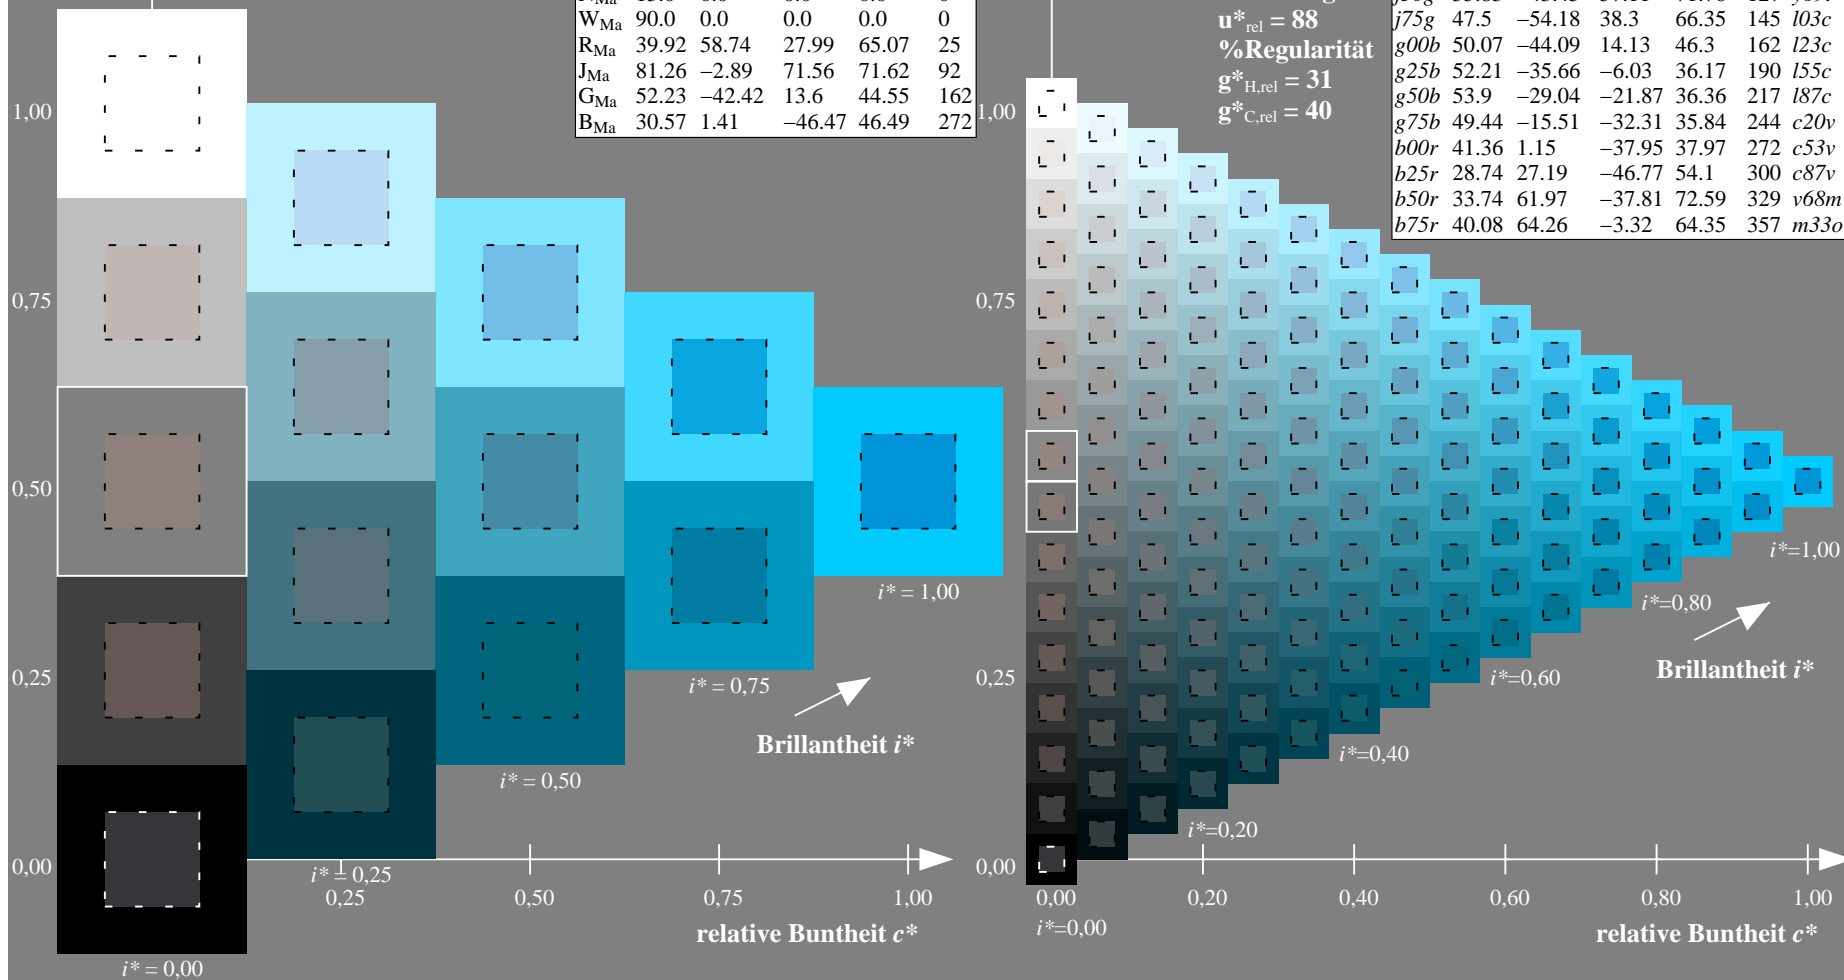 W_Ma 90.0 0.0 0.0 0.0 0
R_Ma 39.92 58.74 27.99 65.07 25
J_Ma 81.26 −2.89 71.56 71.62 92
G_Ma 52.23 −42.42 13.6 44.55 162
B_Ma 30.57 1.41 −46.47 46.49 272
u*rel = 88
%Regularität
g*H,rel = 31
g*C,rel = 40
j75g 47.5 −54.18 38.3 66.35 145 l03c
g00b 50.07 −44.09 14.13 46.3 162 l23c
g25b 52.21 −35.66 −6.03 36.17 190 l55c
g50b 53.9 −29.04 −21.87 36.36 217 l87c
g75b 49.44 −15.51 −32.31 35.84 244 c20v
b00r 41.36 1.15 −37.95 37.97 272 c53v
b25r 28.74 27.19 −46.77 54.1 300 c87v
b50r 33.74 61.97 −37.81 72.59 329 v68m
b75r 40.08 64.26 −3.32 64.35 357 m33o
1,00
0,75
0,50
0,25
0,00
i* = 1,00
i* = 0,75
Brillantheit i*
i* = 0,50
i* = 0,25
0,25 0,50 0,75 1,00
relative Buntheit c*
i* = 0,00
1,00
0,75
0,50
0,25
0,00
i*=1,00
i*=0,80
Brillantheit i*
i*=0,60
i*=0,40
i*=0,20
0,00 0,20 0,40 0,60 0,80 1,00
i*=0,00
relative Buntheit c*